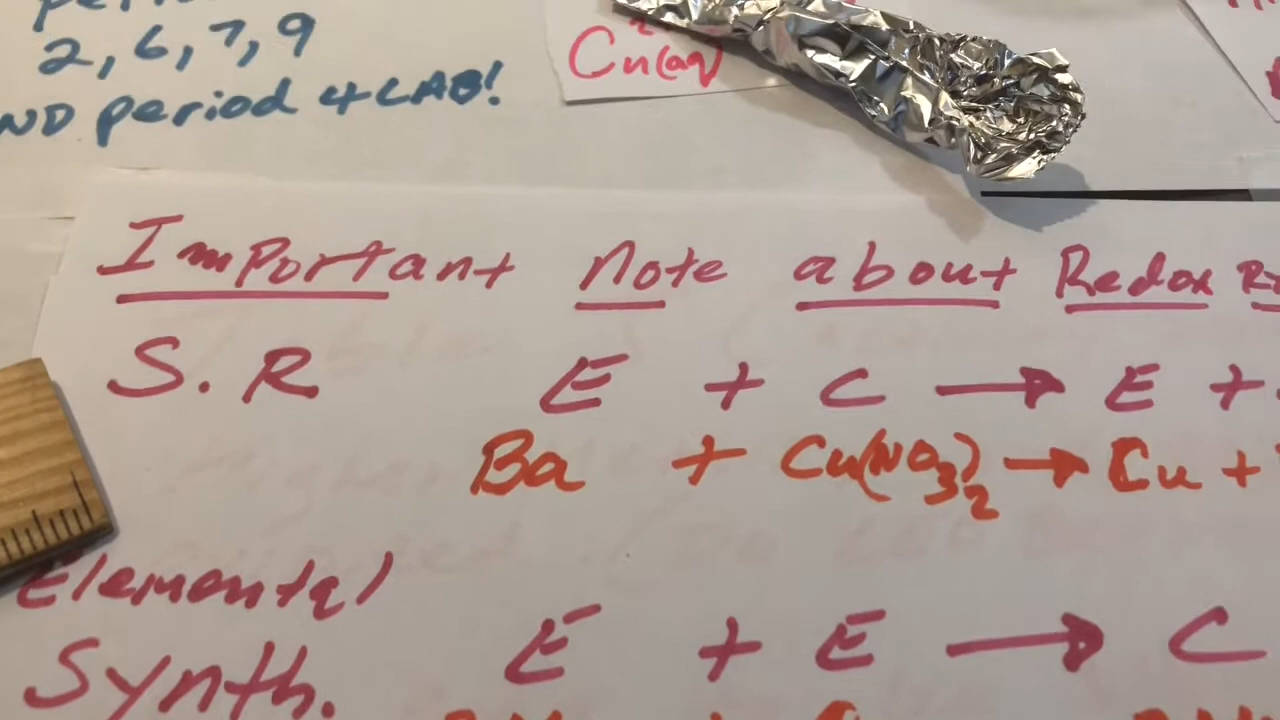 2, 6, 7, 9
AND period 4 LAB!
Cu(aq)
Important Note about Redox
S.R E + C → E +
Ba + Cu(NO3)2 → Cu +
Elemental
Synth. E + E → C